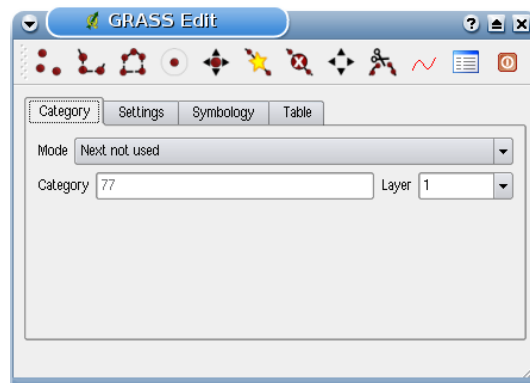 GRASS Edit
Category Settings Symbology Table
Mode Next not used
Category 77 Layer 1